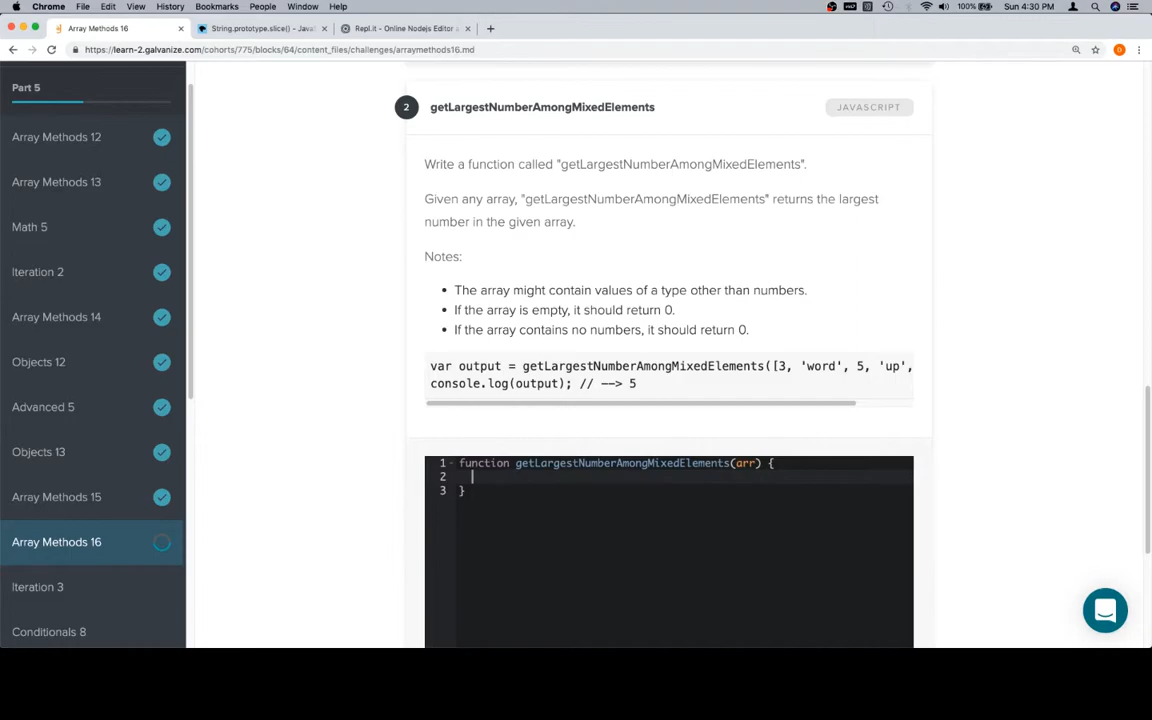 Chrome File Edit View History Bookmarks People Window Help 100% Sun 4:30 PM
Array Methods 16 × String.prototype.slice() - Java × Repl.it - Online Nodejs Editor × +
https://learn-2.galvanize.com/cohorts/775/blocks/64/content_files/challenges/arraymethods16.md
Part 5
Array Methods 12
Array Methods 13
Math 5
Iteration 2
Array Methods 14
Objects 12
Advanced 5
Objects 13
Array Methods 15
Array Methods 16
Iteration 3
Conditionals 8
2 getLargestNumberAmongMixedElements JAVASCRIPT
Write a function called "getLargestNumberAmongMixedElements".
Given any array, "getLargestNumberAmongMixedElements" returns the largest
number in the given array.
Notes:
• The array might contain values of a type other than numbers.
• If the array is empty, it should return 0.
• If the array contains no numbers, it should return 0.
var output = getLargestNumberAmongMixedElements([3, 'word', 5, 'up',
console.log(output); // --> 5
1 function getLargestNumberAmongMixedElements(arr) {
2
3 }